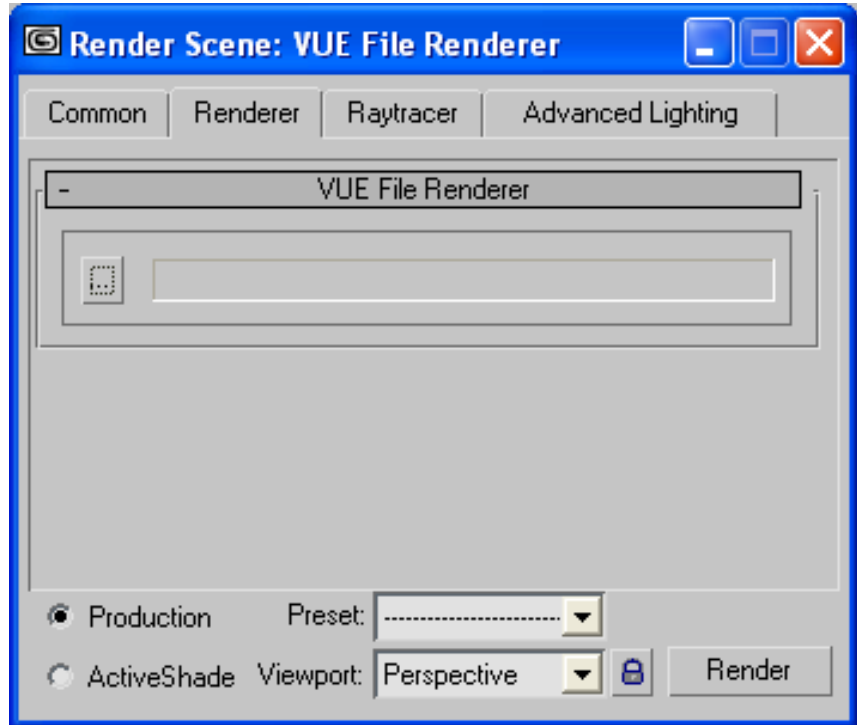 Render Scene: VUE File Renderer
Common Renderer Raytracer Advanced Lighting
- VUE File Renderer -
...
Production Preset: -----------------------
ActiveShade Viewport: Perspective Render